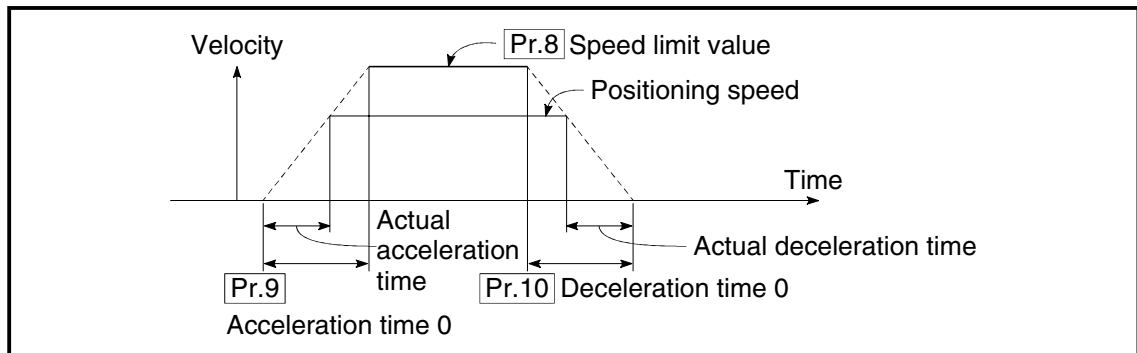 Velocity
Pr.8 Speed limit value
Positioning speed
Time
Actual
acceleration
time
Actual deceleration time
Pr.9
Acceleration time 0
Pr.10 Deceleration time 0